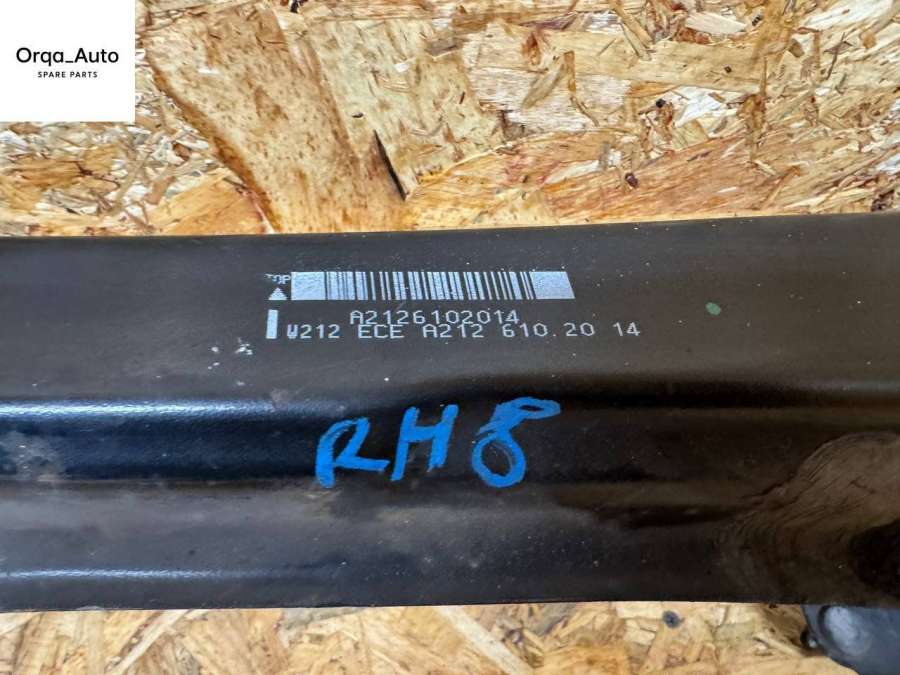 Orqa_Auto
SPARE PARTS
TOP
A2126102014
W212 ECE A212 610.20 14
RH8